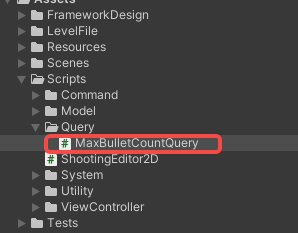 Assets
FrameworkDesign
LevelFile
Resources
Scenes
Scripts
Command
Model
Query
MaxBulletCountQuery
ShootingEditor2D
System
Utility
ViewController
Tests